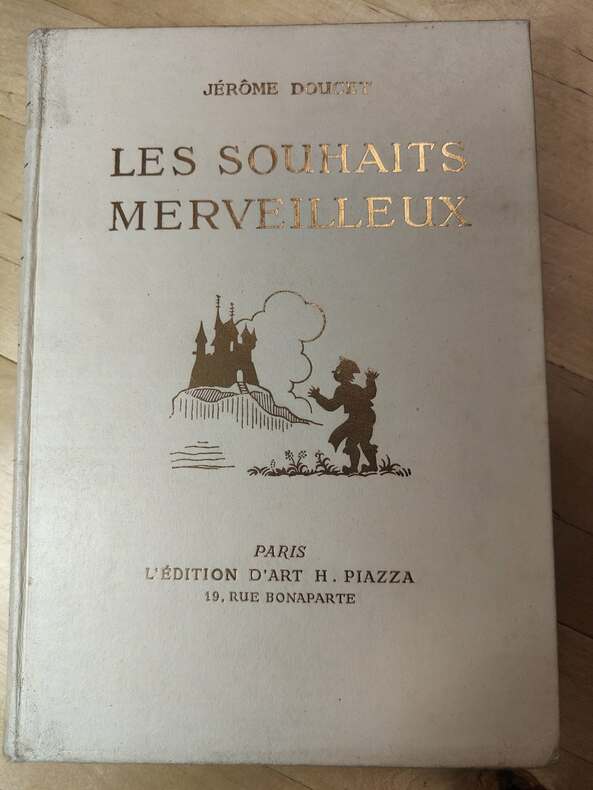 JÉRÔME DOUCET
LES SOUHAITS
MERVEILLEUX
PARIS
L'ÉDITION D'ART H. PIAZZA
19, RUE BONAPARTE